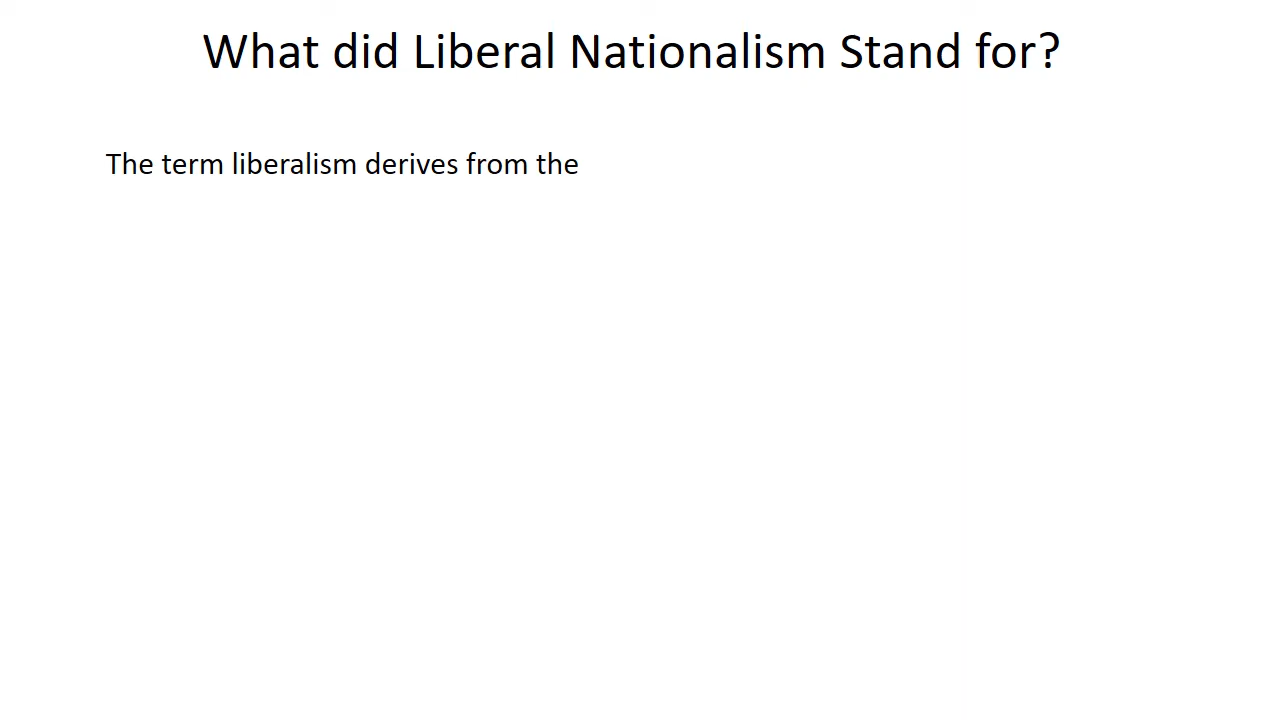 What did Liberal Nationalism Stand for?
The term liberalism derives from the